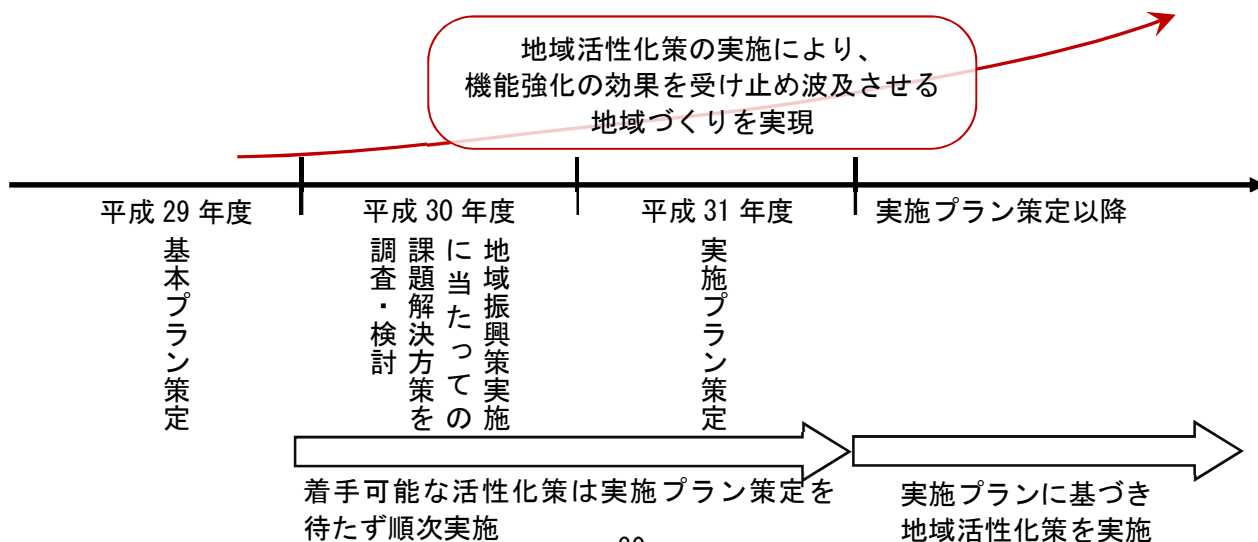 地域活性化策の実施により、
機能強化の効果を受け止め波及させる
地域づくりを実現
平成 29 年度
平成 30 年度
平成 31 年度
実施プラン策定以降
基本プラン策定
地域振興策実施
に当たっての
課題解決方策を
調査・検討
実施プラン策定
着手可能な活性化策は実施プラン策定を
待たず順次実施
実施プランに基づき
地域活性化策を実施